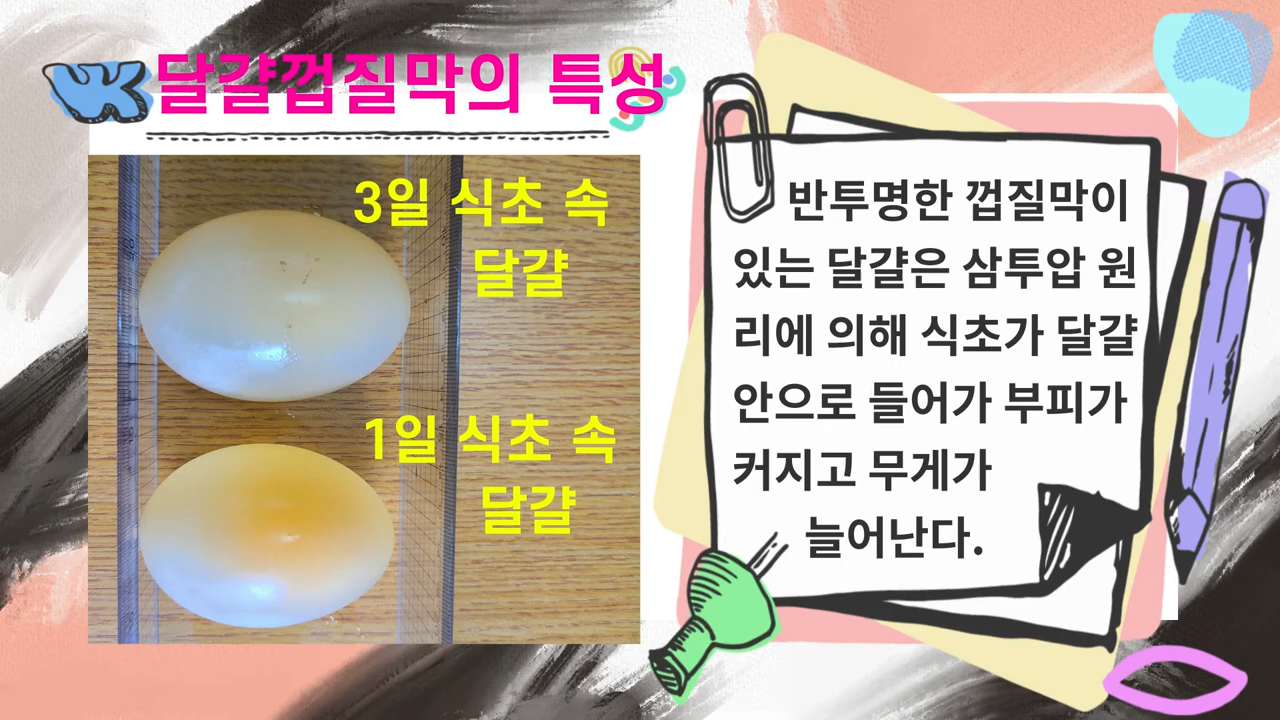 달걀껍질막의 특성
3일 식초 속
달걀
1일 식초 속
달걀
반투명한 껍질막이
있는 달걀은 삼투압 원
리에 의해 식초가 달걀
안으로 들어가 부피가
커지고 무게가
늘어난다.